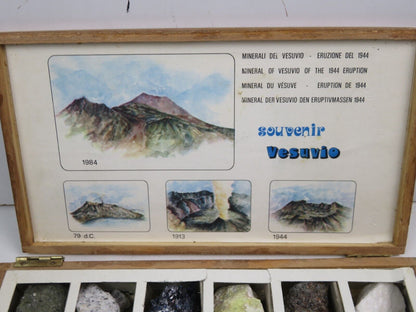 MINERALI DEL VESUVIO - ERUZIONE DEL 1944
MINERAL OF VESUVIO OF THE 1944 ERUPTION
MINERAL DU VESUVE - ERUPTION DE 1944
MINERAL DER VESUVIO DEN ERUPTIVMASSEN 1944
souvenir
Vesuvio
1984
79 d.C.
1913
1944